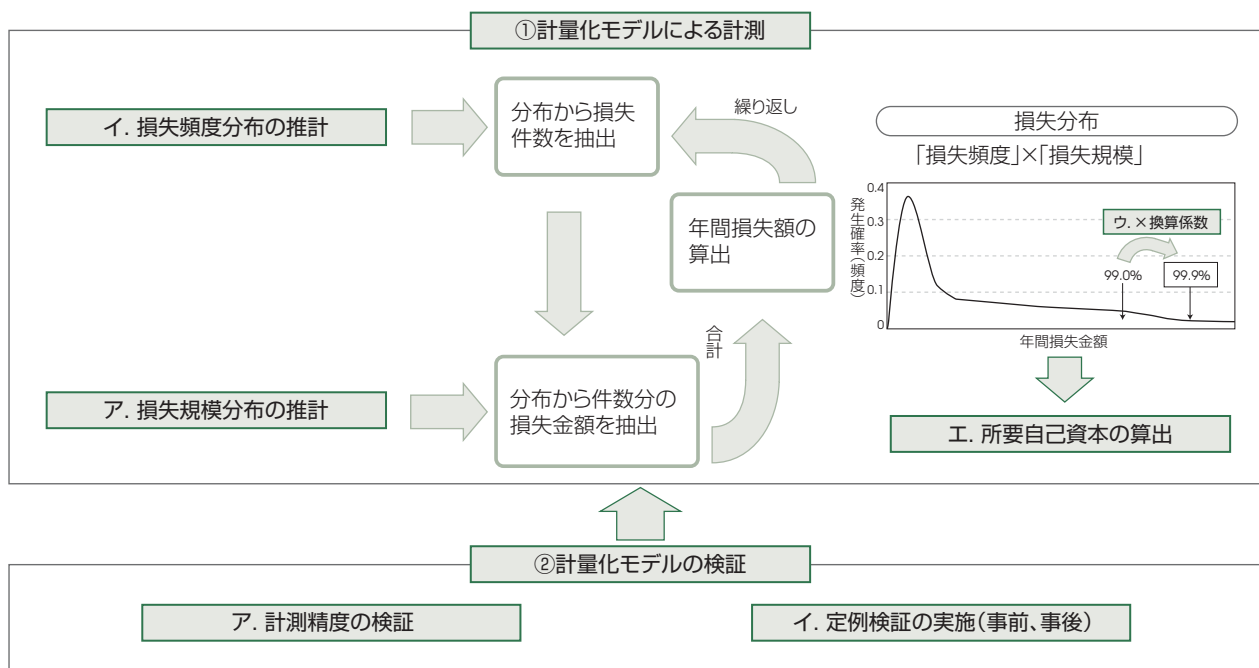 ①計量化モデルによる計測
イ. 損失頻度分布の推計
分布から損失
件数を抽出
繰り返し
年間損失額の
算出
ア. 損失規模分布の推計
分布から件数分の
損失金額を抽出
合計
損失分布
「損失頻度」×「損失規模」
発生確率(頻度)
0.4
0.3
0.2
0.1
0
ウ. ×換算係数
99.0%
99.9%
年間損失金額
エ. 所要自己資本の算出
②計量化モデルの検証
ア. 計測精度の検証
イ. 定例検証の実施(事前、事後)